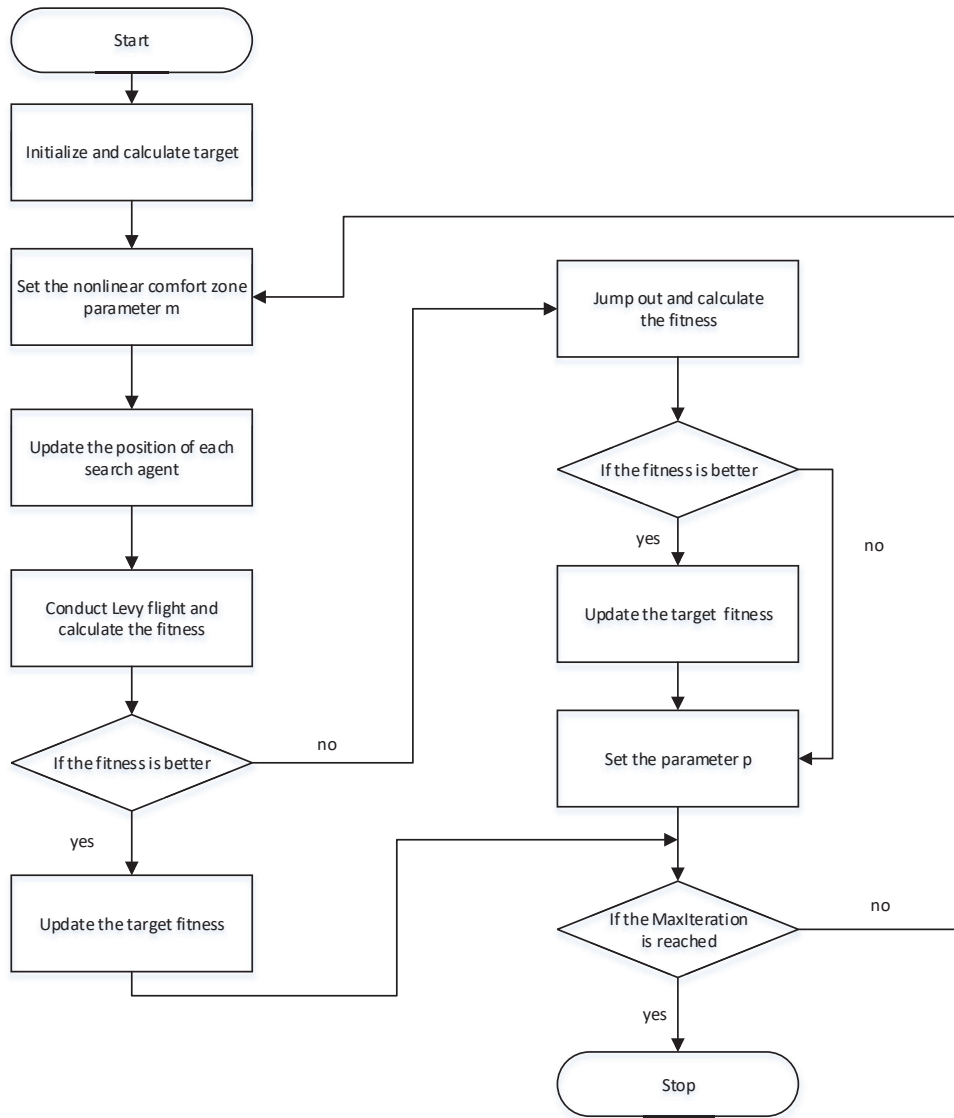 Start
Initialize and calculate target
Set the nonlinear comfort zone
parameter m
Update the position of each
search agent
Conduct Levy flight and
calculate the fitness
If the fitness is better
no
yes
Update the target fitness
Jump out and calculate
the fitness
If the fitness is better
no
yes
Update the target fitness
Set the parameter p
If the MaxIteration
is reached
no
yes
Stop